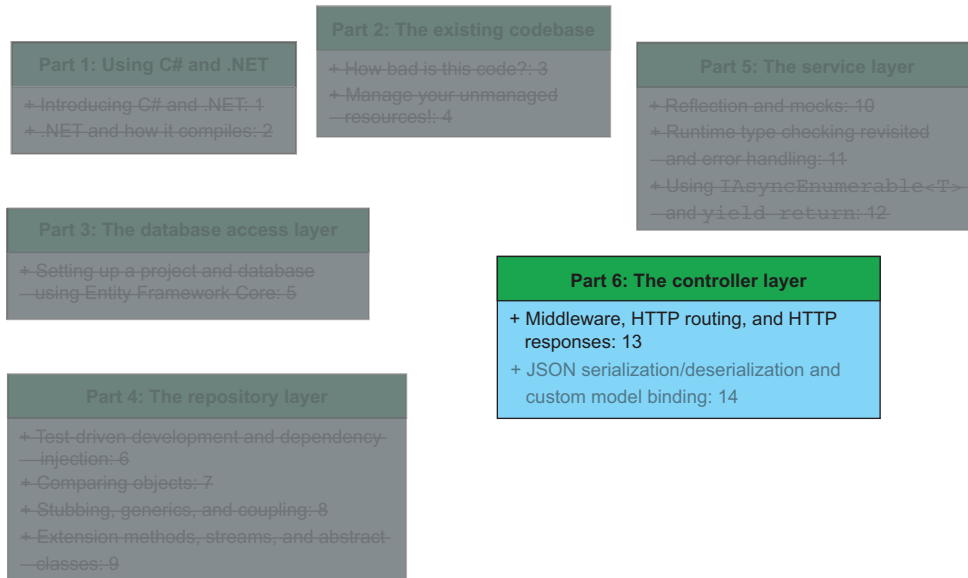 Part 1: Using C# and .NET
+ Introducing C# and .NET: 1
+ .NET and how it compiles: 2
Part 2: The existing codebase
+ How bad is this code?: 3
+ Manage your unmanaged
resources!: 4
Part 5: The service layer
+ Reflection and mocks: 10
+ Runtime type checking revisited
and error handling: 11
+ Using IAsyncEnumerable<T>
and yield return: 12
Part 3: The database access layer
+ Setting up a project and database
using Entity Framework Core: 5
Part 6: The controller layer
+ Middleware, HTTP routing, and HTTP
responses: 13
+ JSON serialization/deserialization and
custom model binding: 14
Part 4: The repository layer
+ Test-driven development and dependency
injection: 6
+ Comparing objects: 7
+ Stubbing, generics, and coupling: 8
+ Extension methods, streams, and abstract
classes: 9